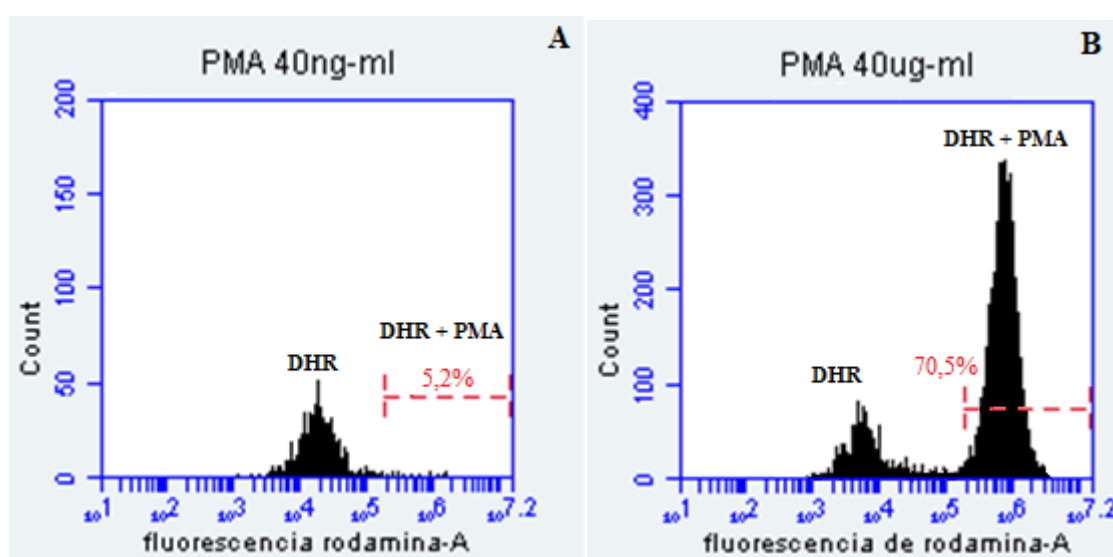 A
PMA 40ng-ml
200
150
100
50
0
Count
DHR + PMA
5,2%
DHR
10^1 10^2 10^3 10^4 10^5 10^6 10^7.2
fluorescencia rodamina-A
B
PMA 40ug-ml
400
300
200
100
0
Count
DHR + PMA
70,5%
DHR
10^1 10^2 10^3 10^4 10^5 10^6 10^7.2
fluorescencia de rodamina-A